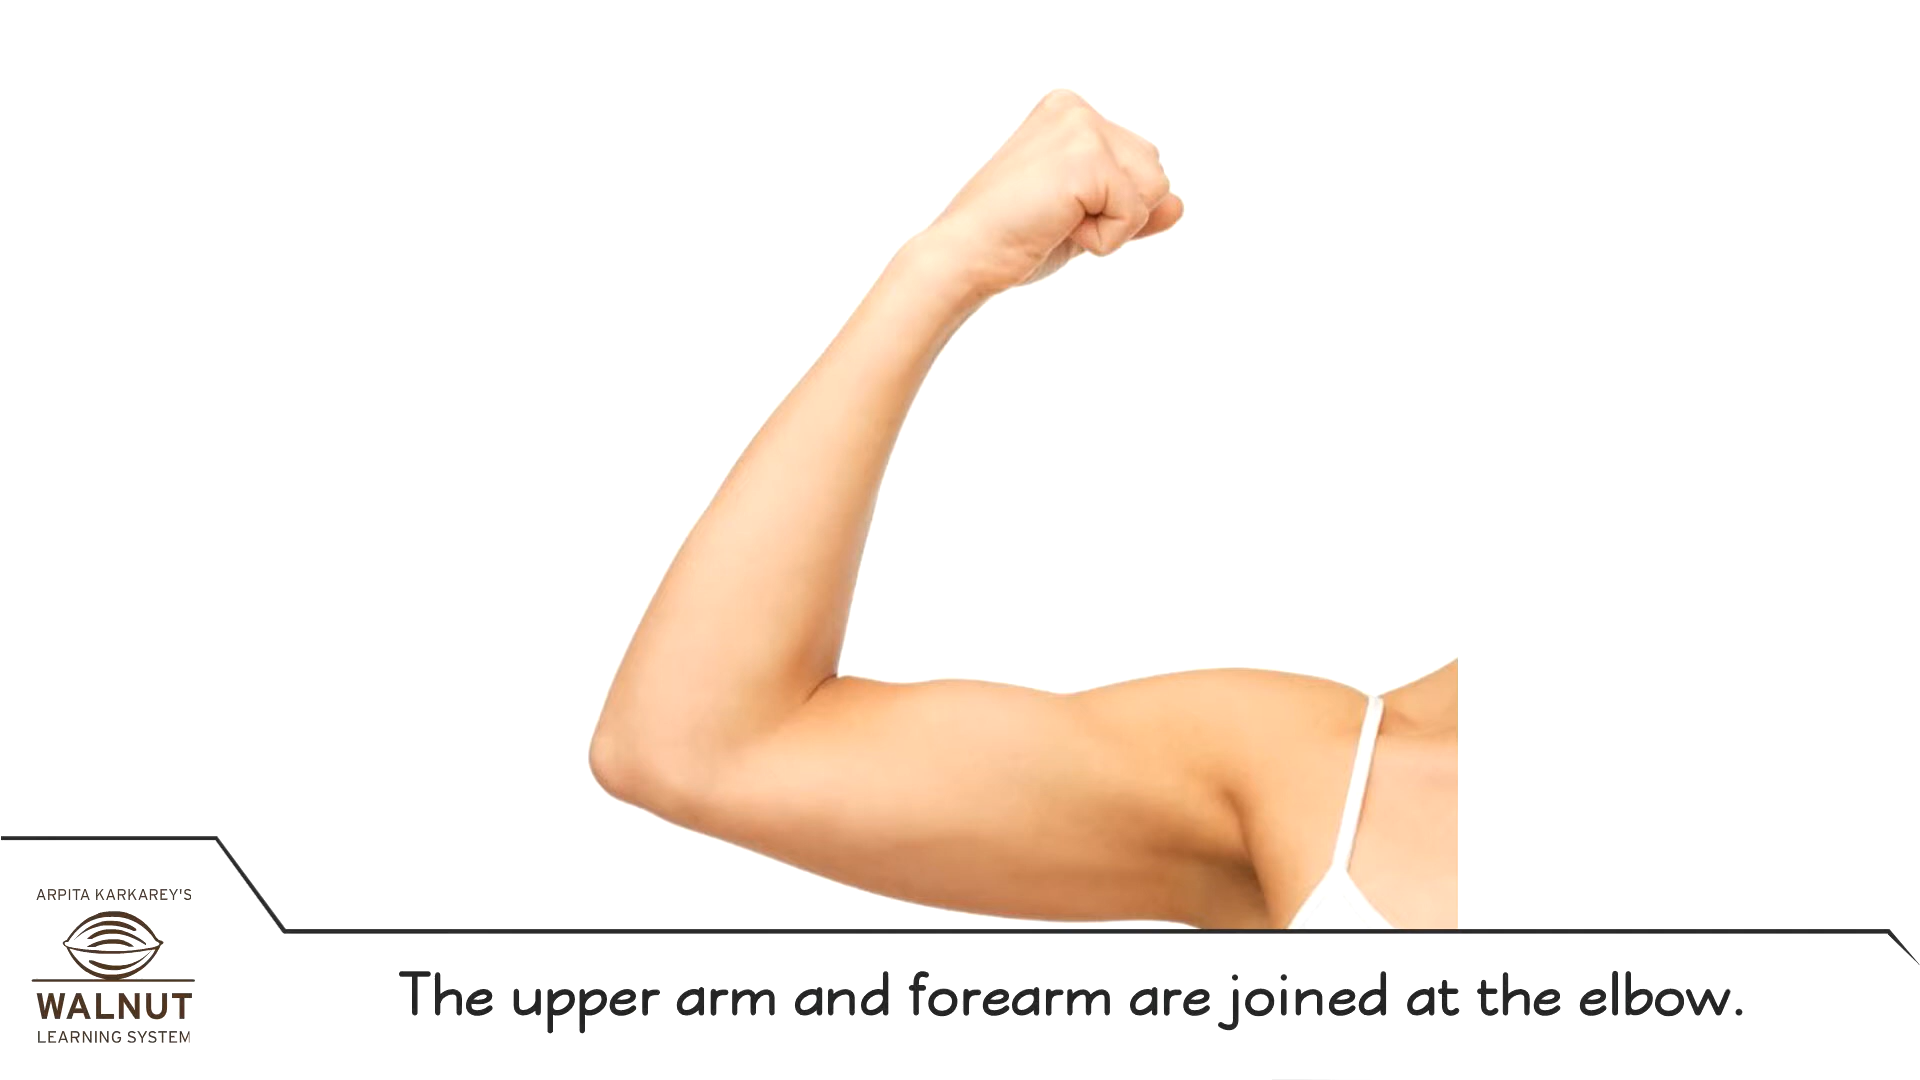 ARPITA KARKAREY'S
WALNUT
LEARNING SYSTEM
The upper arm and forearm are joined at the elbow.